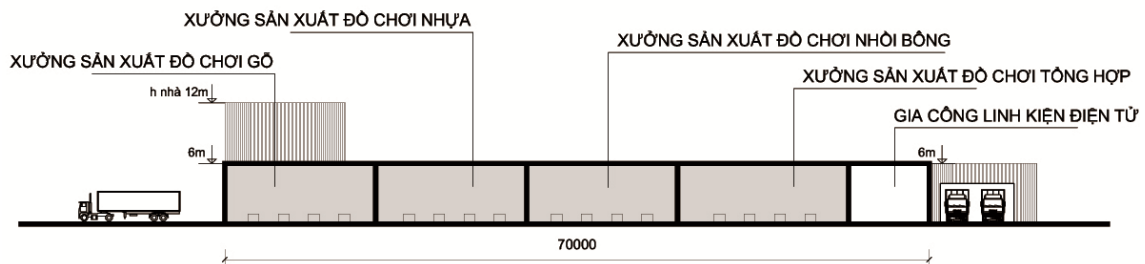 XƯỞNG SẢN XUẤT ĐỒ CHƠI NHỰA
XƯỞNG SẢN XUẤT ĐỒ CHƠI NHỒI BÔNG
XƯỞNG SẢN XUẤT ĐỒ CHƠI GỖ
XƯỞNG SẢN XUẤT ĐỒ CHƠI TỔNG HỢP
h nhà 12m
GIA CÔNG LINH KIỆN ĐIỆN TỬ
6m
6m
70000